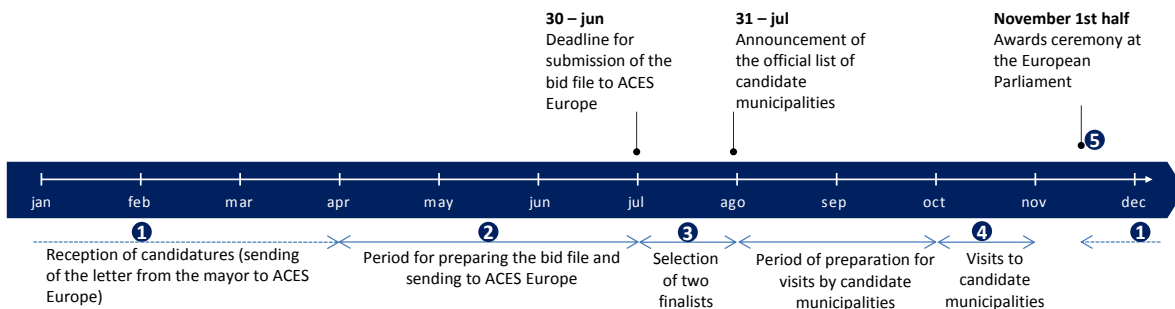 30 – jun
Deadline for
submission of the
bid file to ACES
Europe
31 – jul
Announcement of
the official list of
candidate
municipalities
November 1st half
Awards ceremony at
the European
Parliament
5
jan feb mar apr may jun jul ago sep oct nov dec
1
Reception of candidatures (sending
of the letter from the mayor to ACES
Europe)
2
Period for preparing the bid file and
sending to ACES Europe
3
Selection
of two
finalists
Period of preparation for
visits by candidate
municipalities
4
Visits to
candidate
municipalities
1